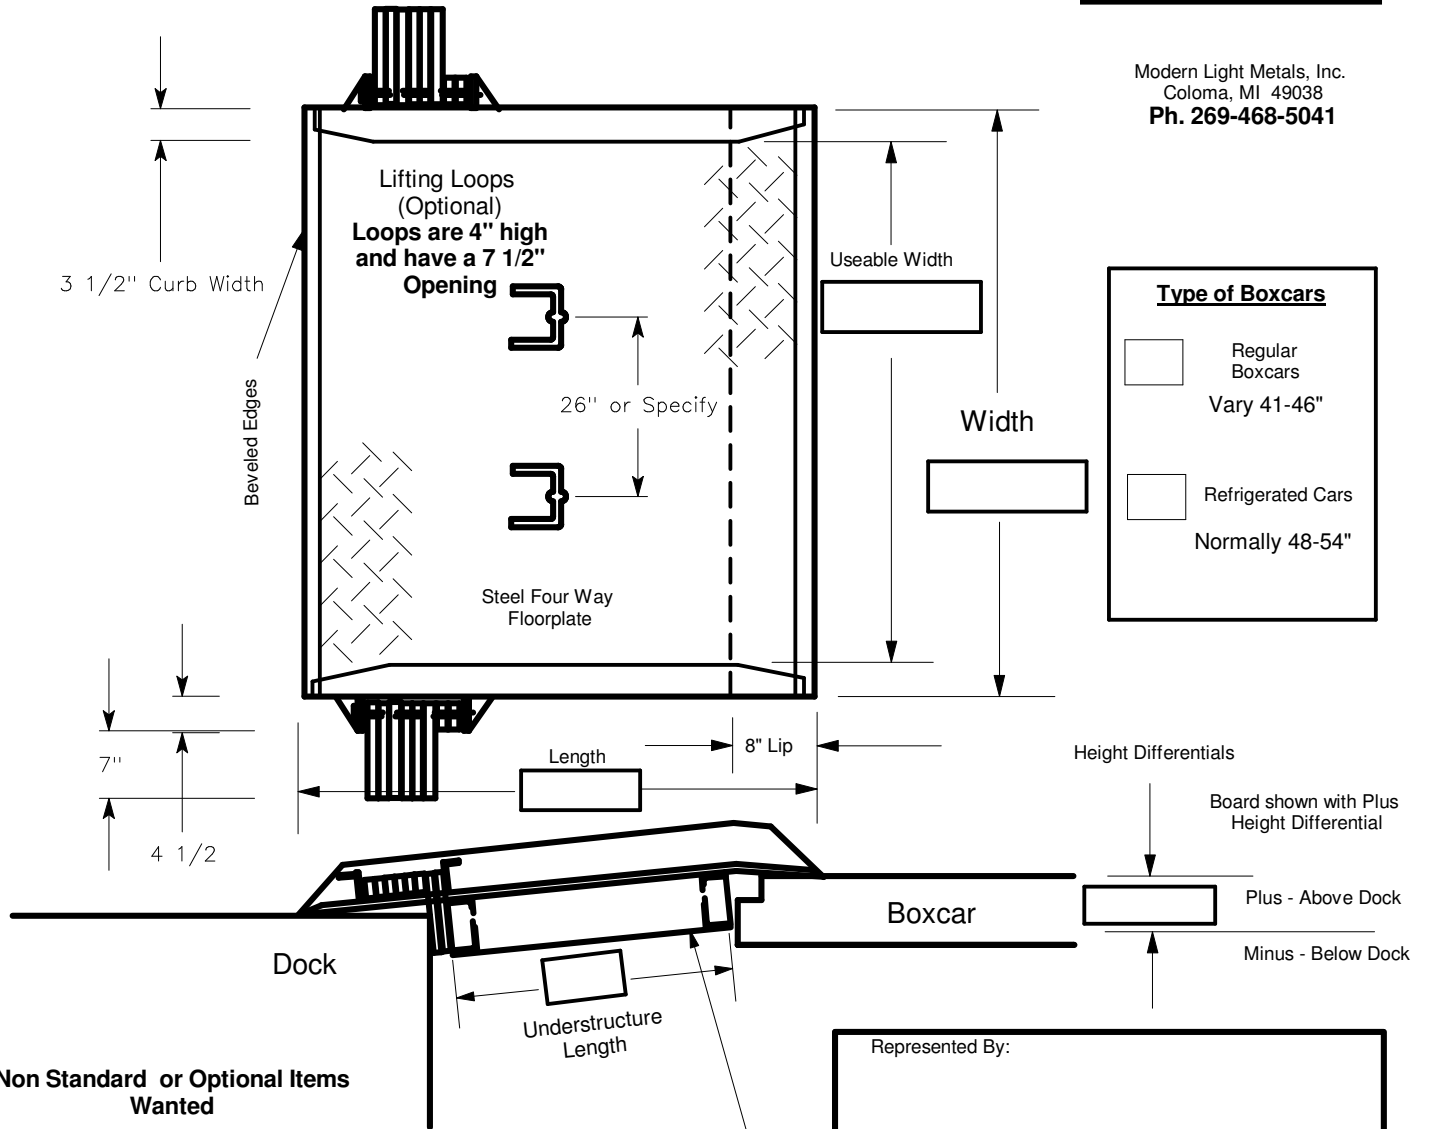 Modern Light Metals, Inc.
Coloma, MI  49038
Ph. 269-468-5041
Lifting Loops
(Optional)
Loops are 4" high
and have a 7 1/2"
Opening
3 1/2" Curb Width
Useable Width
Type of Boxcars
Regular
Boxcars
Vary 41-46"
Refrigerated Cars
Normally 48-54"
Beveled Edges
26" or Specify
Width
Steel Four Way
Floorplate
7"
4 1/2
Length
8" Lip
Height Differentials
Board shown with Plus
Height Differential
Plus - Above Dock
Minus - Below Dock
Boxcar
Dock
Understructure
Length
Represented By:
Non Standard  or Optional Items
Wanted